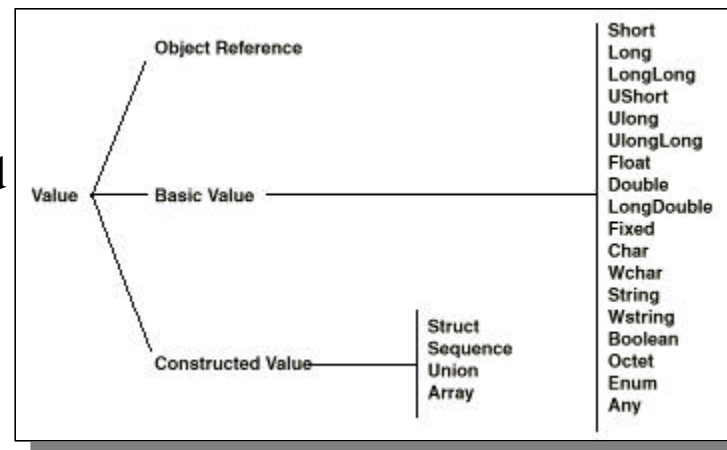 d
Value
Object Reference
Basic Value
Constructed Value
Struct
Sequence
Union
Array
Short
Long
LongLong
UShort
Ulong
UlongLong
Float
Double
LongDouble
Fixed
Char
Wchar
String
Wstring
Boolean
Octet
Enum
Any